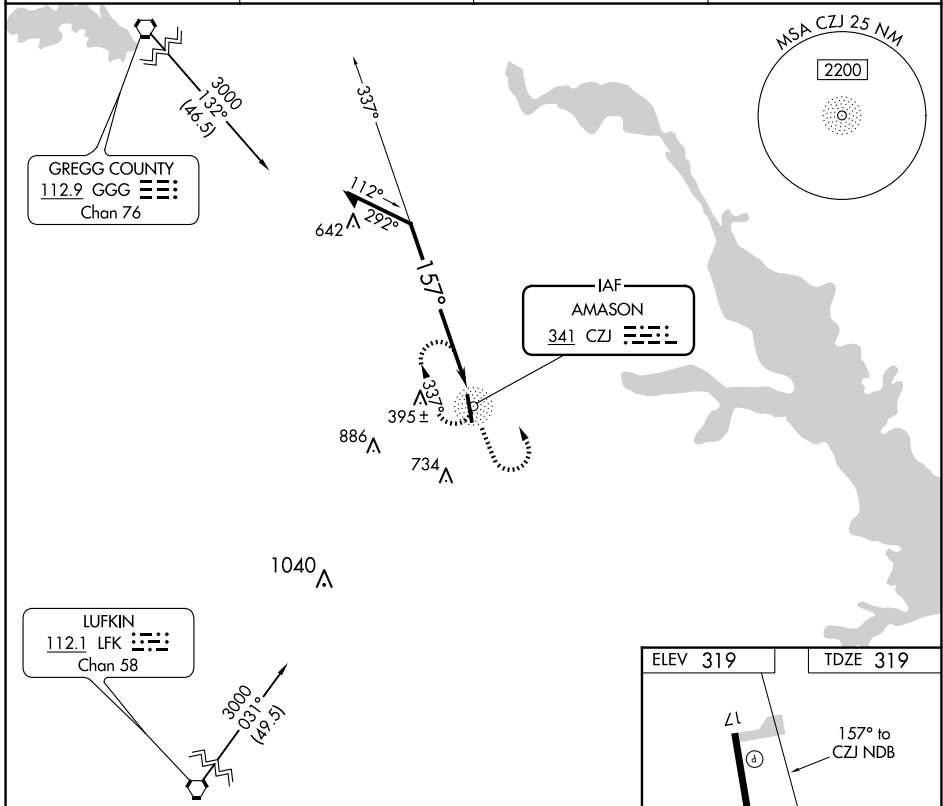 MSA CZJ 25 NM
2200
3000
132°
(46.5)
337°
GREGG COUNTY
112.9 GGG
Chan 76
112°
292°
642
157°
IAF
AMASON
341 CZJ
337°
395 ±
886
734
1040
LUFKIN
112.1 LFK
Chan 58
3000
031°
(49.5)
ELEV 319
TDZE 319
17
P
157° to
CZJ NDB